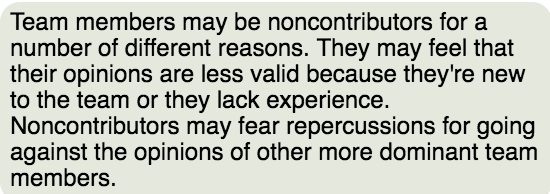 Team members may be noncontributors for a
number of different reasons. They may feel that
their opinions are less valid because they're new
to the team or they lack experience.
Noncontributors may fear repercussions for going
against the opinions of other more dominant team
members.